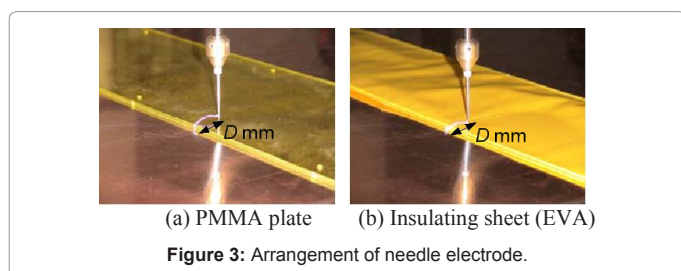 D mm
D mm
(a) PMMA plate
(b) Insulating sheet (EVA)
Figure 3: Arrangement of needle electrode.